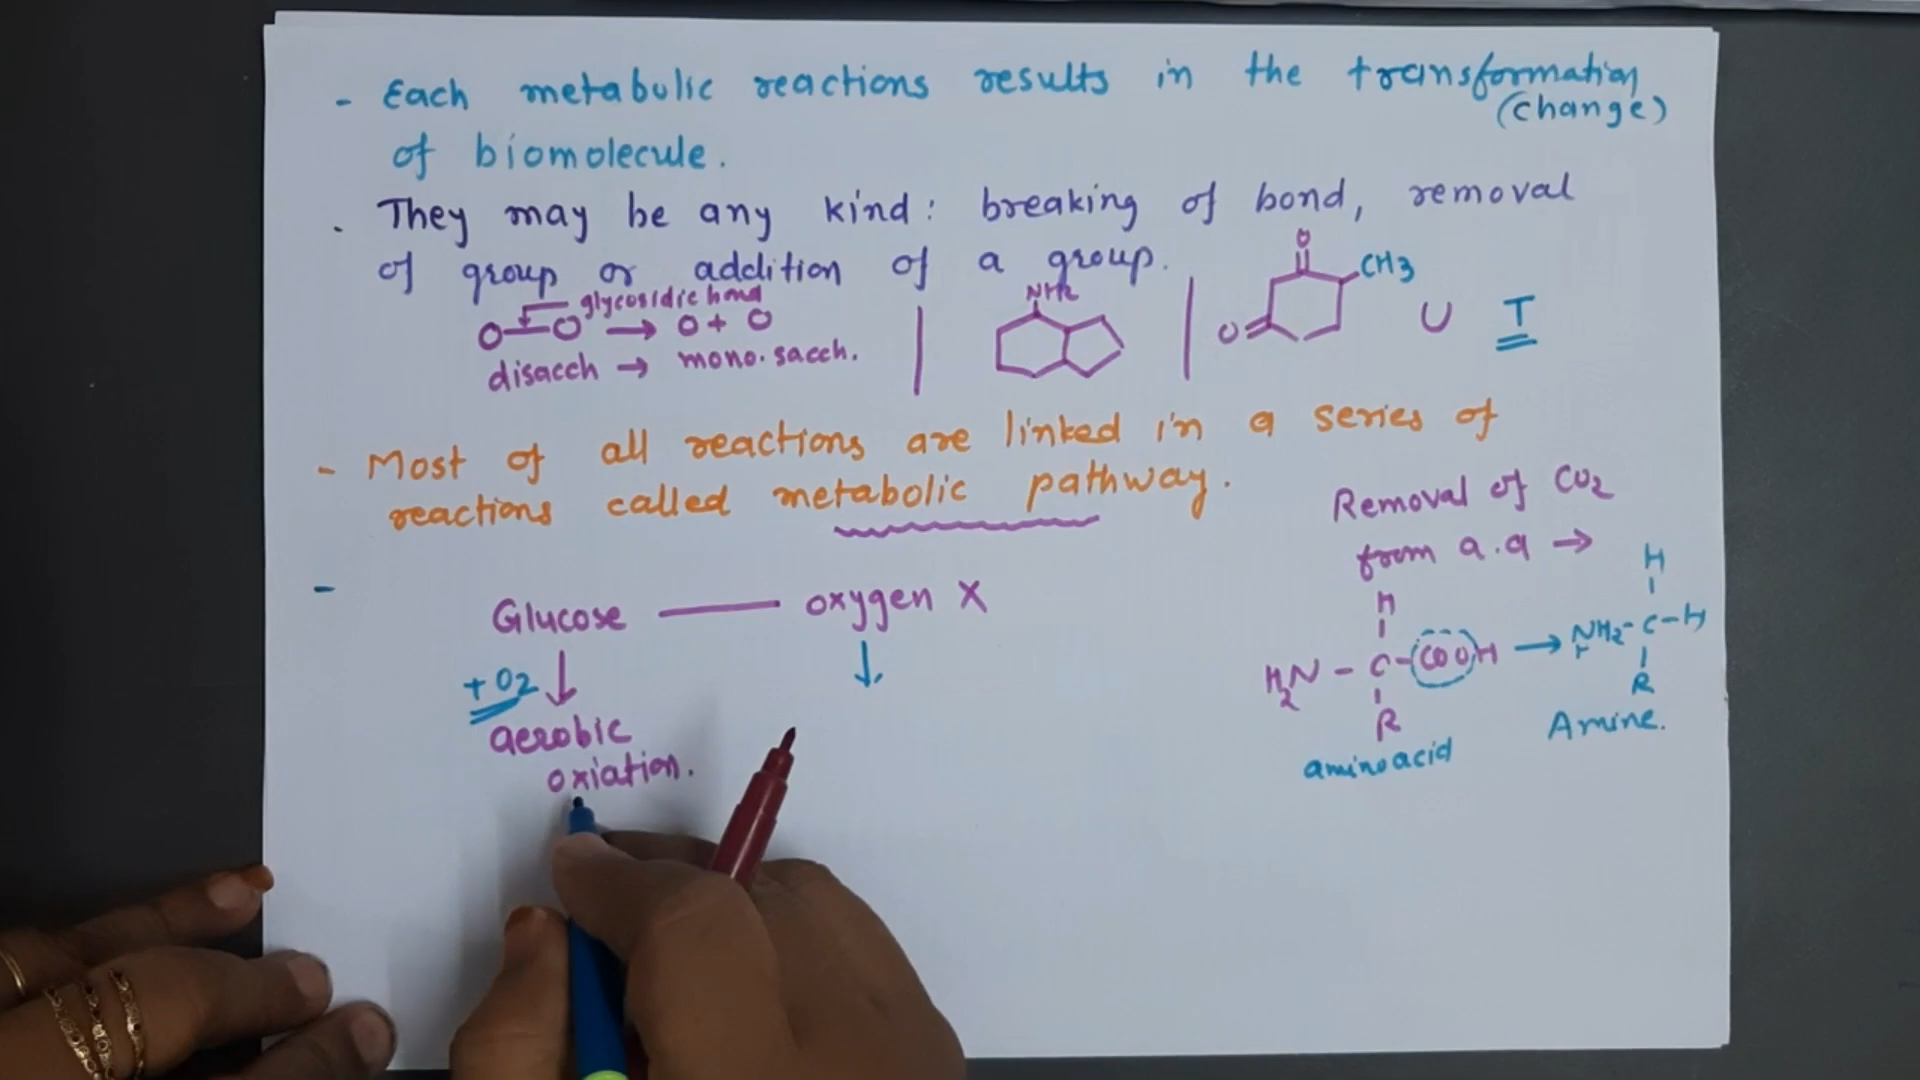 - Each metabolic reactions results in the transformation
(change)
of biomolecule.
. They may be any kind: breaking of bond, removal
of group or addition of a group.
glycosidic bond
O—O → O + O
disacch → mono.sacch.
NH2
O
CH3
O
U T
- Most of all reactions are linked in a series of
reactions called metabolic pathway.
Removal of CO2
from a.a →
- Glucose — oxygen X
+ O2
aerobic
oxiation.
H
H2N - C - COOH →
R
aminoacid
H
NH2 - C - H
R
Amine.